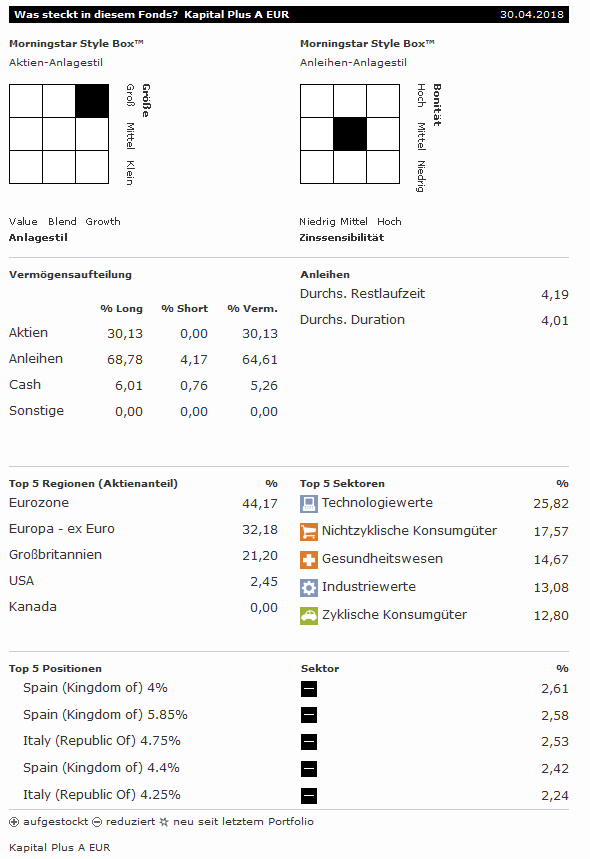 Was steckt in diesem Fonds? Kapital Plus A EUR 30.04.2018
Morningstar Style Box™
Aktien-Anlagestil
Groß Mittel Klein
Größe
Value Blend Growth
Anlagestil
Morningstar Style Box™
Anleihen-Anlagestil
Hoch Mittel Niedrig
Bonität
Niedrig Mittel Hoch
Zinssensibilität
Vermögensaufteilung
% Long % Short % Verm.
Aktien 30,13 0,00 30,13
Anleihen 68,78 4,17 64,61
Cash 6,01 0,76 5,26
Sonstige 0,00 0,00 0,00
Anleihen
Durchs. Restlaufzeit 4,19
Durchs. Duration 4,01
Top 5 Regionen (Aktienanteil) %
Eurozone 44,17
Europa - ex Euro 32,18
Großbritannien 21,20
USA 2,45
Kanada 0,00
Top 5 Sektoren %
Technologiewerte 25,82
Nichtzyklische Konsumgüter 17,57
Gesundheitswesen 14,67
Industriewerte 13,08
Zyklische Konsumgüter 12,80
Top 5 Positionen Sektor %
Spain (Kingdom of) 4% 2,61
Spain (Kingdom of) 5.85% 2,58
Italy (Republic Of) 4.75% 2,53
Spain (Kingdom of) 4.4% 2,42
Italy (Republic Of) 4.25% 2,24
aufgestockt reduziert neu seit letztem Portfolio
Kapital Plus A EUR